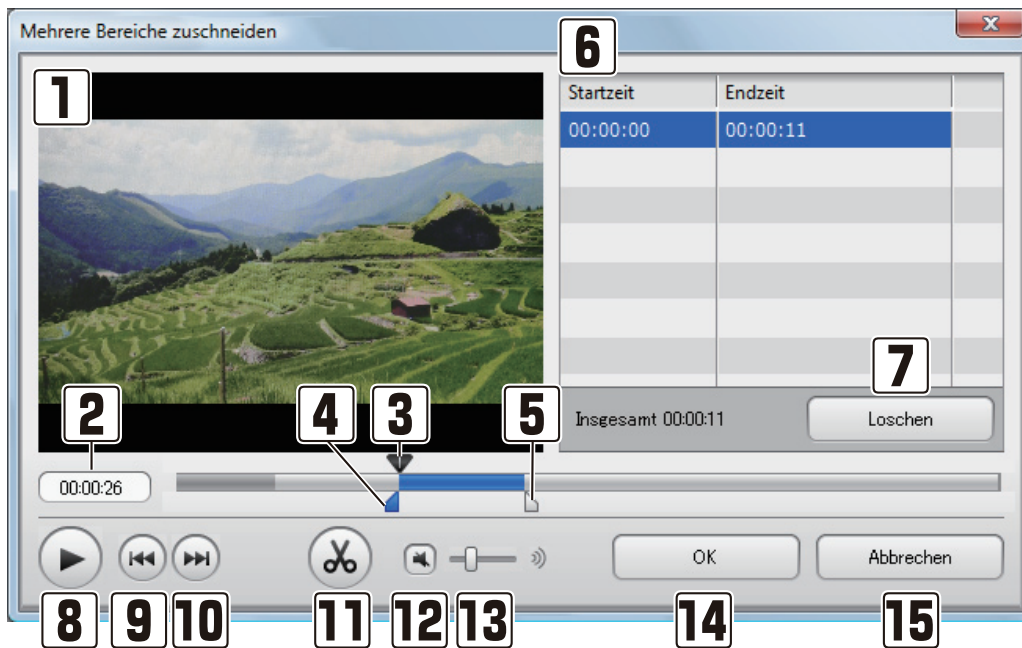 Mehrere Bereiche zuschneiden
1
6
Startzeit Endzeit
00:00:00 00:00:11
2
4
3
5
7
Insgesamt 00:00:11 Loschen
00:00:26
OK Abbrechen
8 9 10 11 12 13 14 15